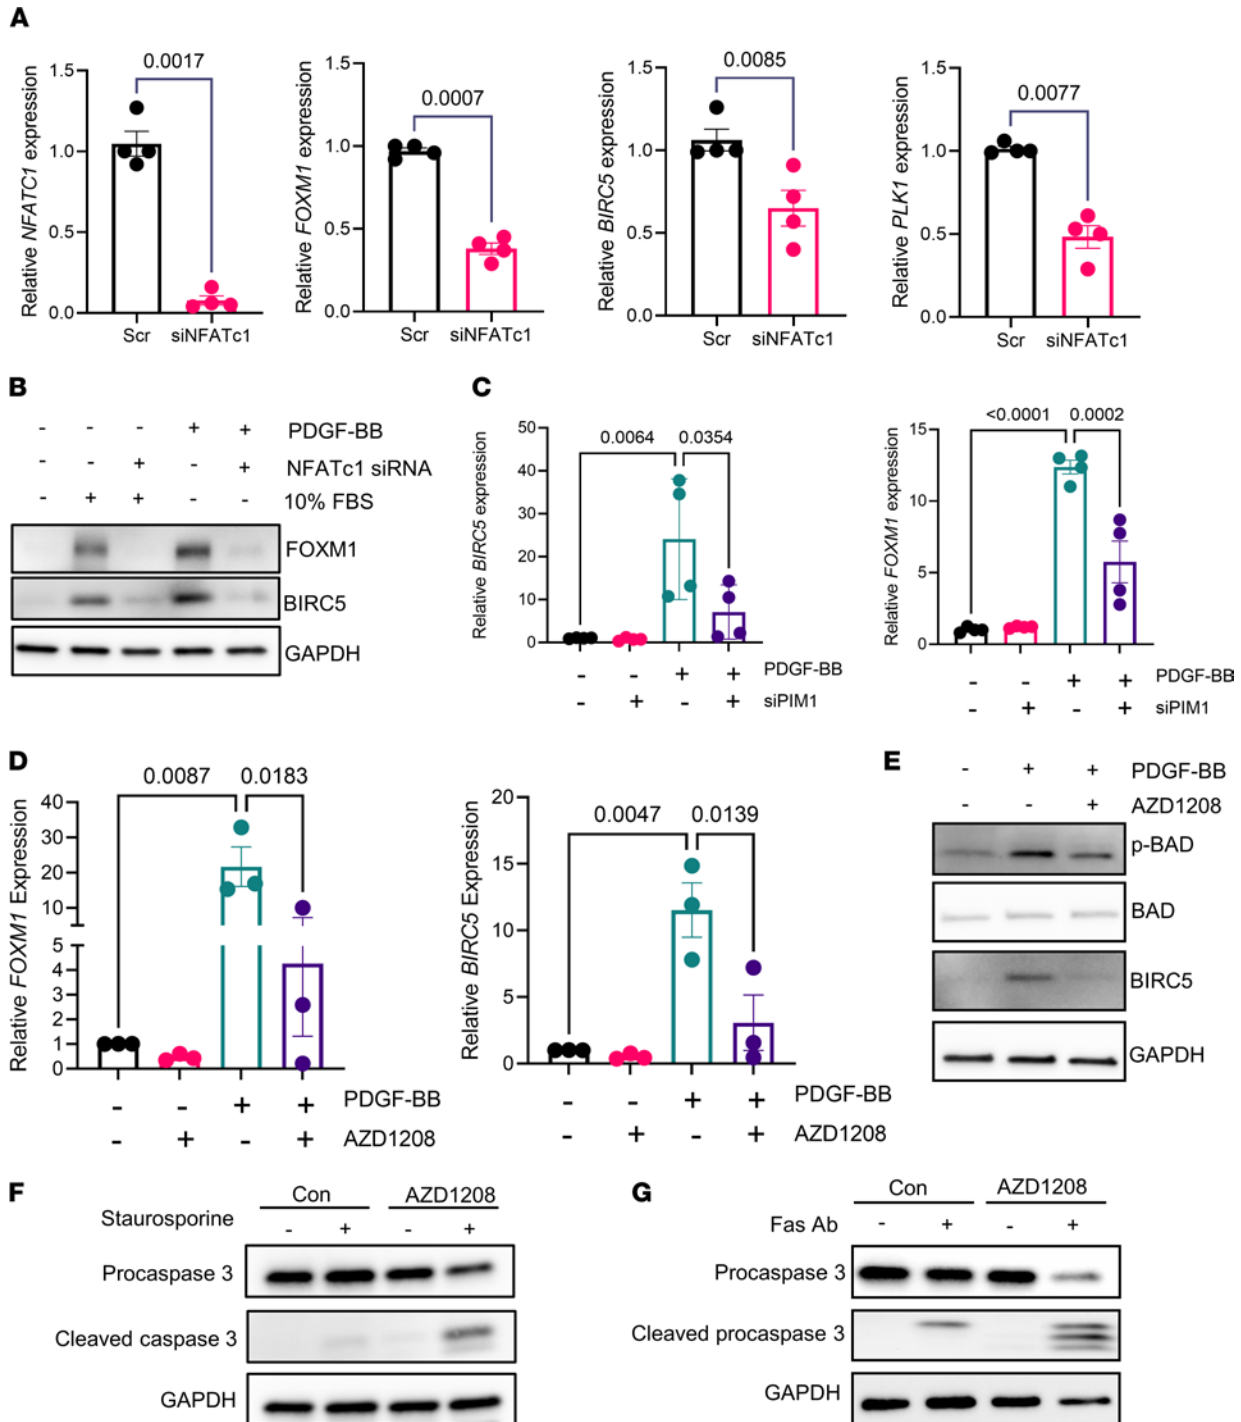 A
0.0017
0.0007
0.0085
0.0077
Relative NFATC1 expression
1.5
1.0
0.5
0.0
Scr siNFATc1
Relative FOXM1 expression
1.5
1.0
0.5
0.0
Scr siNFATc1
Relative BIRC5 expression
1.5
1.0
0.5
0.0
Scr siNFATc1
Relative PLK1 expression
1.5
1.0
0.5
0.0
Scr siNFATc1
B
- - - + + PDGF-BB
- - + - + NFATc1 siRNA
- + + - - 10% FBS
FOXM1
BIRC5
GAPDH
C
0.0064 0.0354
Relative BIRC5 expression
50
40
30
20
10
0
- - + + PDGF-BB
- + - + siPIM1
<0.0001 0.0002
Relative FOXM1 expression
15
10
5
0
- - + + PDGF-BB
- + - + siPIM1
D
0.0087 0.0183
Relative FOXM1 Expression
40
30
20
10
5
4
3
2
1
0
- - + + PDGF-BB
- + - + AZD1208
0.0047 0.0139
Relative BIRC5 Expression
20
15
10
5
0
- - + + PDGF-BB
- + - + AZD1208
E
- + + PDGF-BB
- - + AZD1208
p-BAD
BAD
BIRC5
GAPDH
F
Con AZD1208
Staurosporine - + - +
Procaspase 3
Cleaved caspase 3
GAPDH
G
Con AZD1208
Fas Ab - + - +
Procaspase 3
Cleaved procaspase 3
GAPDH